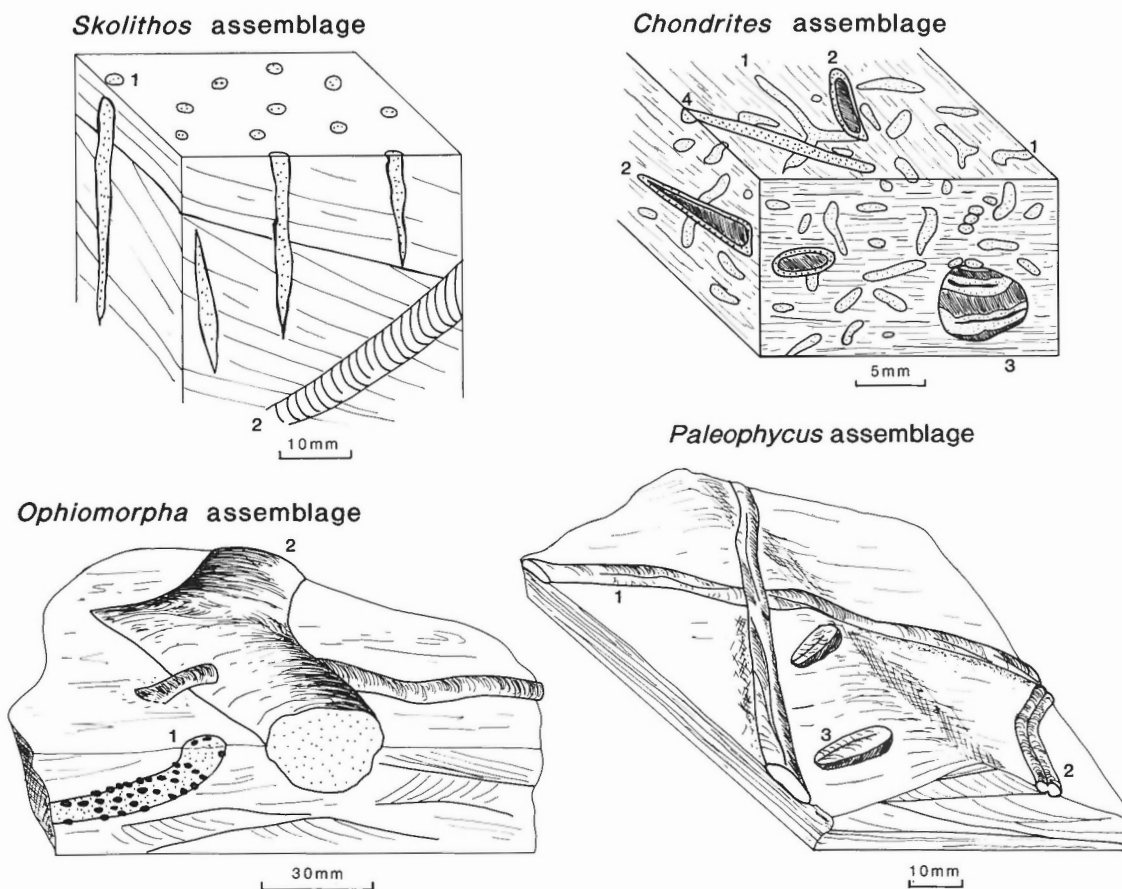 Skolithos assemblage
1
2
10mm
Chondrites assemblage
1
2
4
1
2
3
5mm
Ophiomorpha assemblage
2
1
30mm
Paleophycus assemblage
1
3
2
10mm